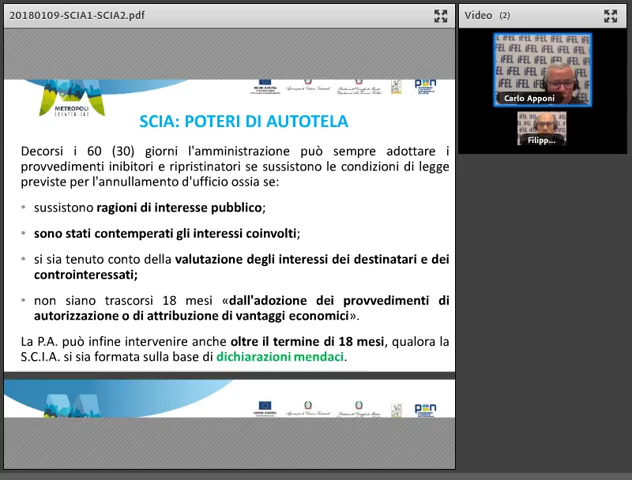 20180109-SCIA1-SCIA2.pdf
Video (2)
iFEL iFEL iFEL
Carlo Apponi
Filipp...
METROPOLI
STRATEGICHE
SCIA: POTERI DI AUTOTELA
Decorsi i 60 (30) giorni l'amministrazione può sempre adottare i
provvedimenti inibitori e ripristinatori se sussistono le condizioni di legge
previste per l'annullamento d'ufficio ossia se:
• sussistono ragioni di interesse pubblico;
• sono stati contemperati gli interessi coinvolti;
• si sia tenuto conto della valutazione degli interessi dei destinatari e dei
controinteressati;
• non siano trascorsi 18 mesi «dall'adozione dei provvedimenti di
autorizzazione o di attribuzione di vantaggi economici».
La P.A. può infine intervenire anche oltre il termine di 18 mesi, qualora la
S.C.I.A. si sia formata sulla base di dichiarazioni mendaci.